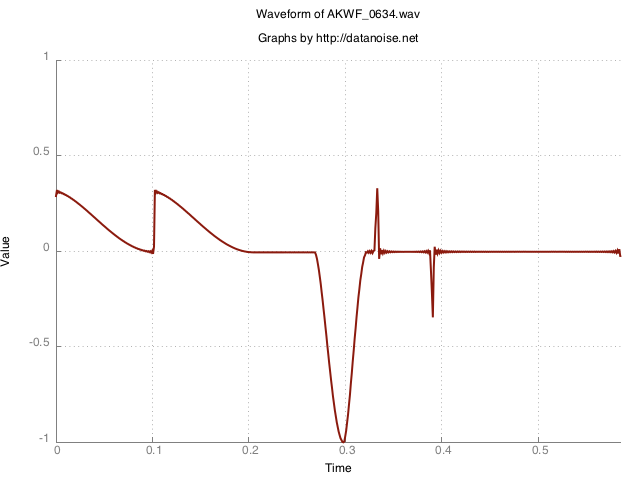 Waveform of AKWF_0634.wav
Graphs by http://datanoise.net
1
0.5
0
-0.5
-1
Value
0 0.1 0.2 0.3 0.4 0.5
Time